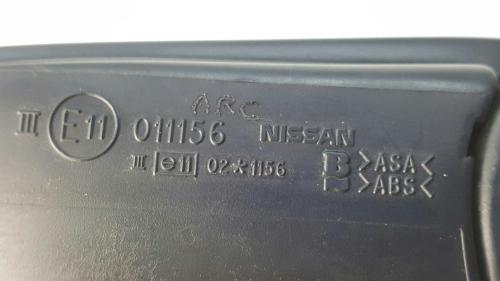 ARC
III E11 011156 NISSAN
III e11 02*1156 B >ASA<
>ABS<